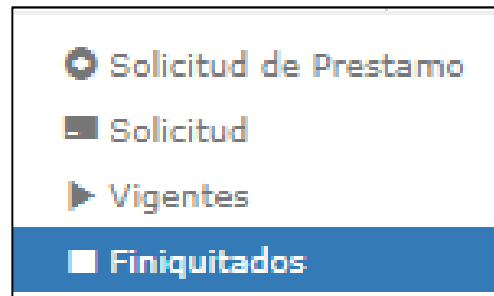 Solicitud de Prestamo
Solicitud
Vigentes
Finiquitados